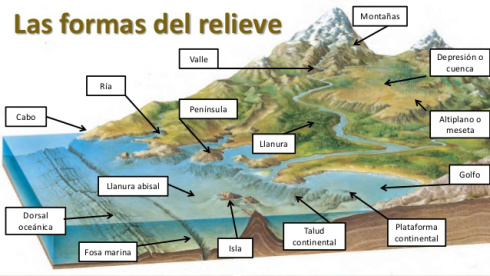 Las formas del relieve
Montañas
Valle
Depresión o
cuenca
Ría
Península
Cabo
Altiplano o
meseta
Llanura
Golfo
Llanura abisal
Dorsal
oceánica
Plataforma
continental
Talud
continental
Isla
Fosa marina